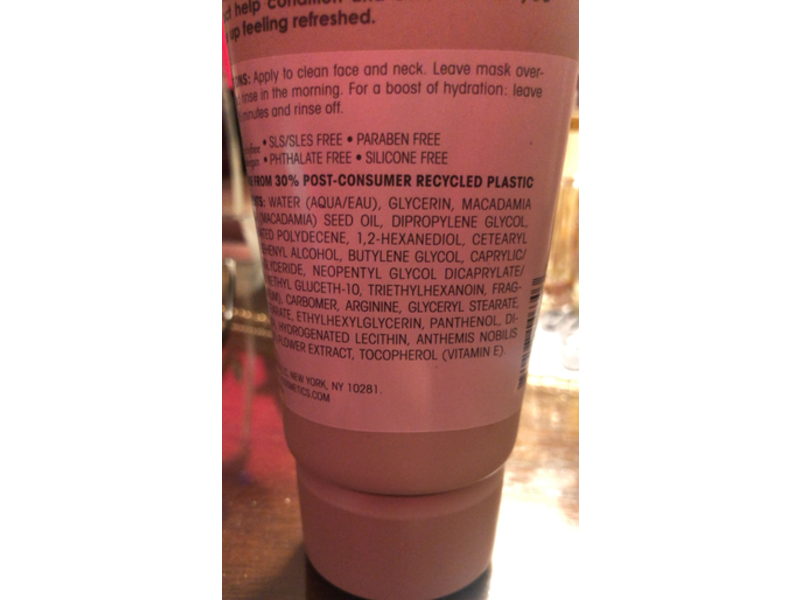 help condition and
up feeling refreshed.
Apply to clean face and neck. Leave mask over-
rinse in the morning. For a boost of hydration: leave
minutes and rinse off.
• SLS/SLES FREE • PARABEN FREE
• PHTHALATE FREE • SILICONE FREE
FROM 30% POST-CONSUMER RECYCLED PLASTIC
WATER (AQUA/EAU), GLYCERIN, MACADAMIA
(MACADAMIA) SEED OIL, DIPROPYLENE GLYCOL,
POLYDECENE, 1,2-HEXANEDIOL, CETEARYL
ALCOHOL, BUTYLENE GLYCOL, CAPRYLIC/
NEOPENTYL GLYCOL DICAPRYLATE/
GLUCETH-10, TRIETHYLHEXANOIN, FRAG-
CARBOMER, ARGININE, GLYCERYL STEARATE,
ETHYLHEXYLGLYCERIN, PANTHENOL, DI-
HYDROGENATED LECITHIN, ANTHEMIS NOBILIS
FLOWER EXTRACT, TOCOPHEROL (VITAMIN E).
NEW YORK, NY 10281.